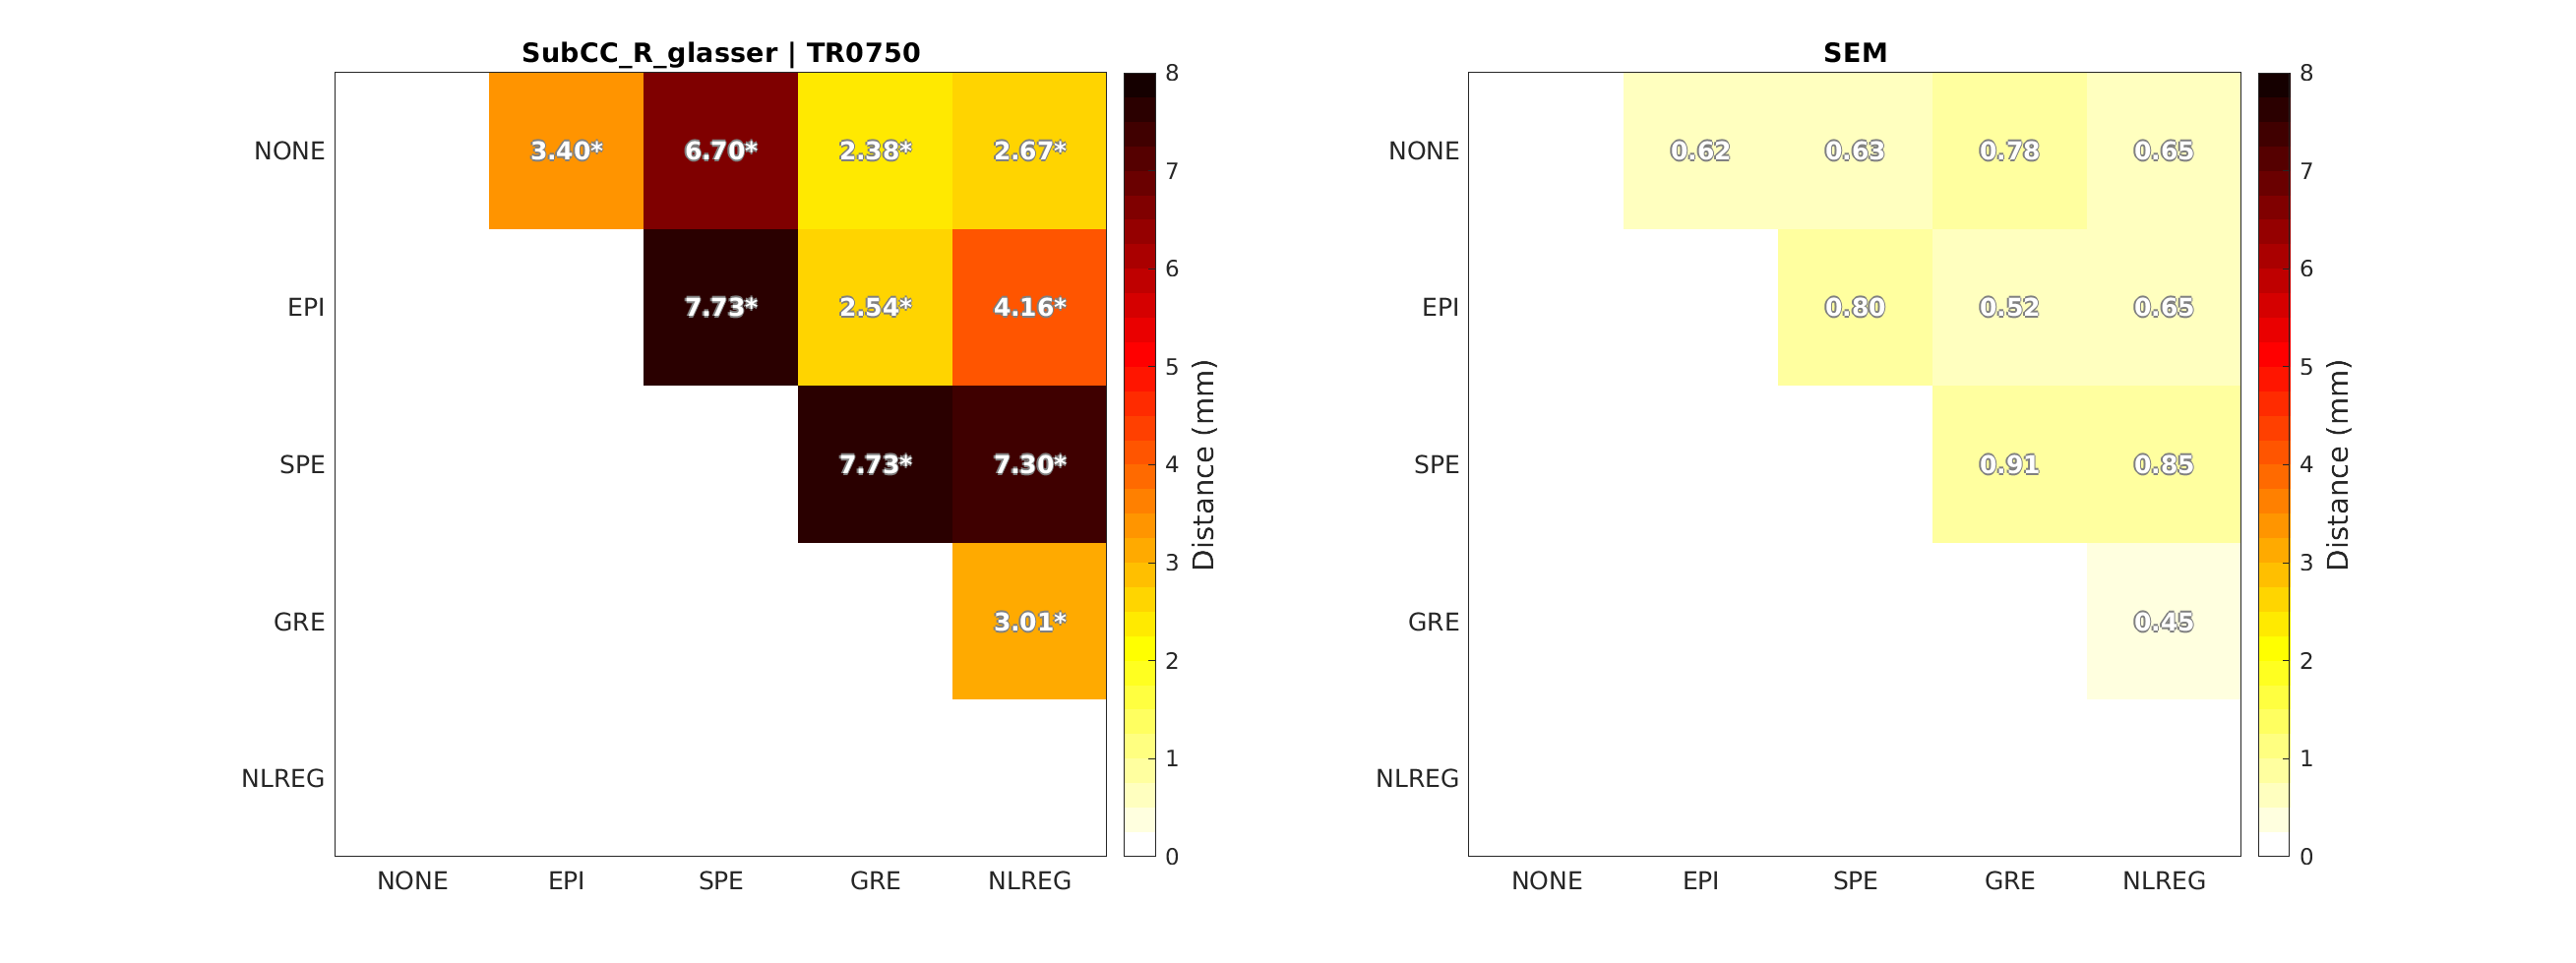 SubCC_R_glasser | TR0750
NONE 3.40* 6.70* 2.38* 2.67*
EPI 7.73* 2.54* 4.16*
SPE 7.73* 7.30*
GRE 3.01*
NLREG
NONE EPI SPE GRE NLREG
8
7
6
5
4
3
2
1
0
Distance (mm)
SEM
NONE 0.62 0.63 0.78 0.65
EPI 0.80 0.52 0.65
SPE 0.91 0.85
GRE 0.45
NLREG
NONE EPI SPE GRE NLREG
8
7
6
5
4
3
2
1
0
Distance (mm)